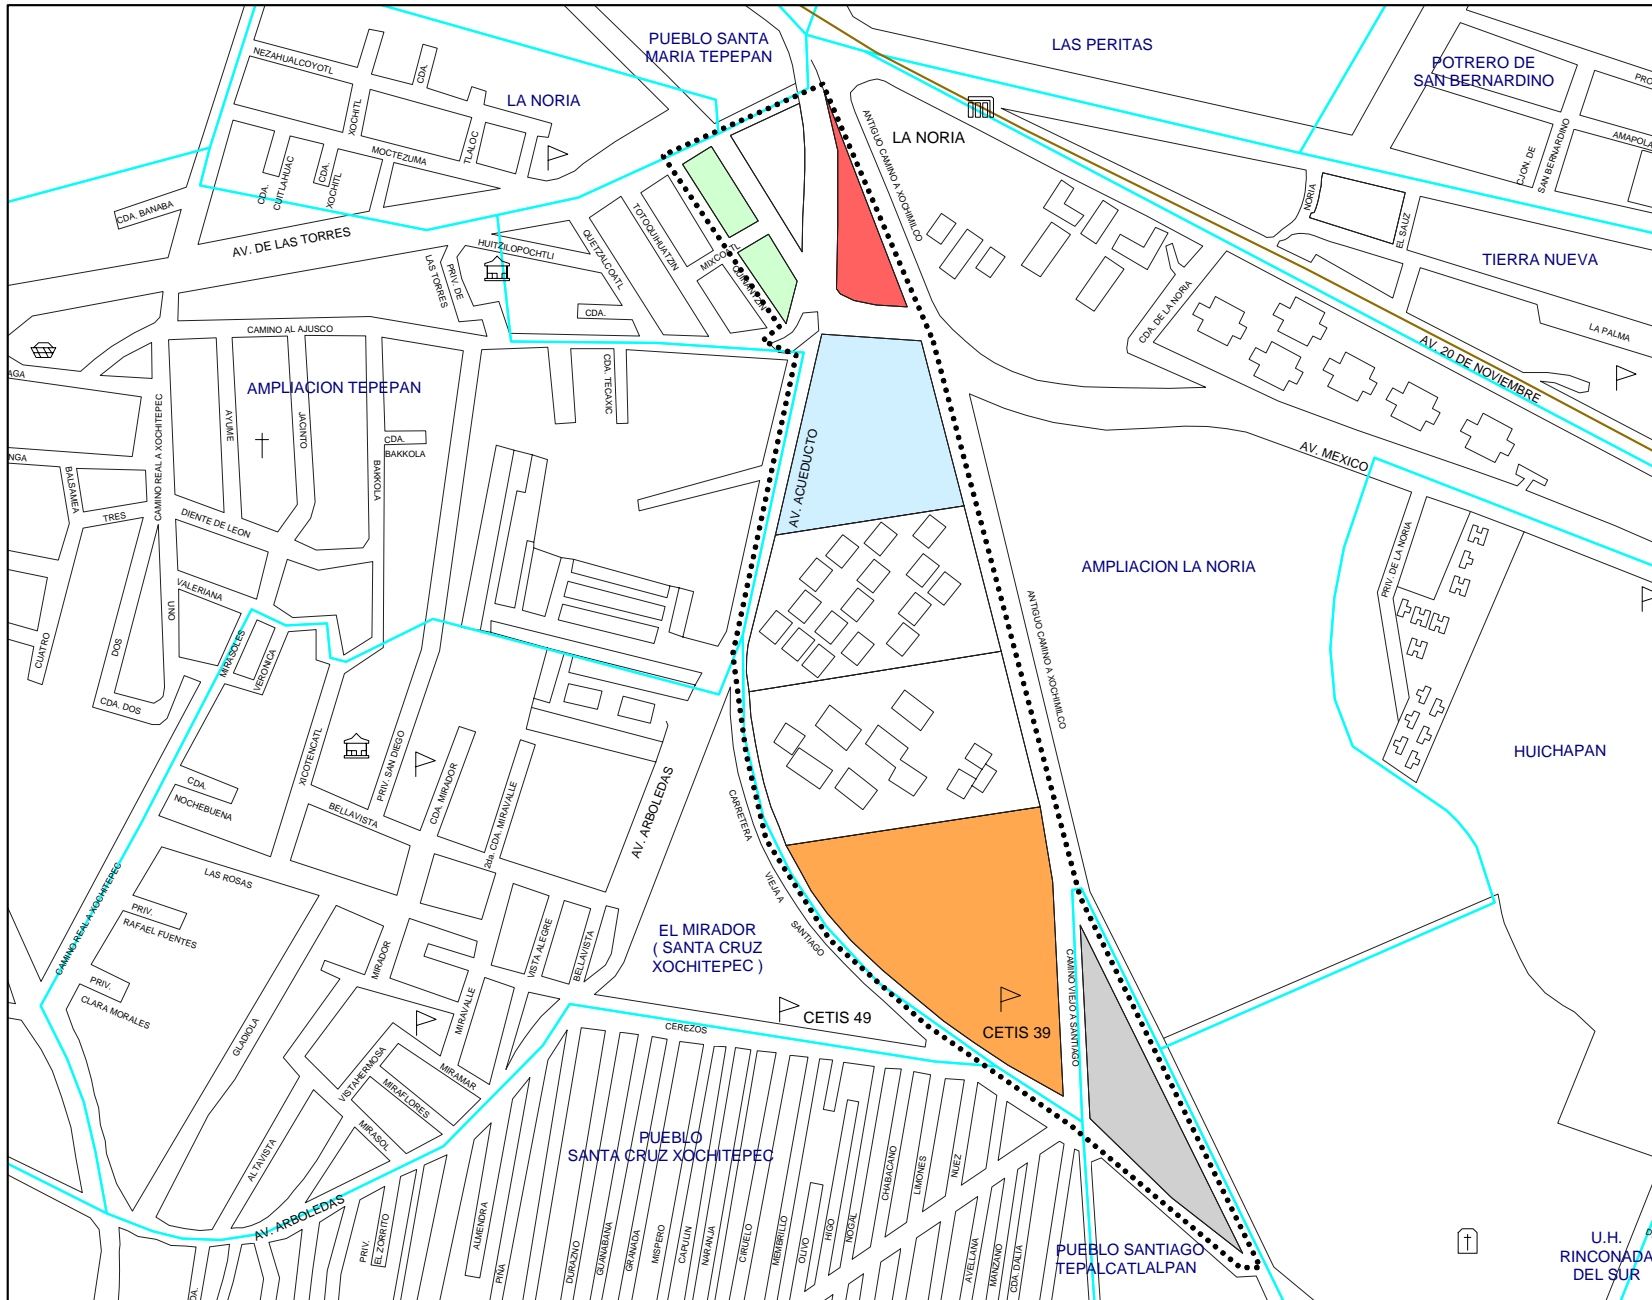 PUEBLO SANTA
MARIA TEPEPAN
LAS PERITAS
POTRERO DE
SAN BERNARDINO
NEZAHUALCOYOTL
CDA.
LA NORIA
XOCHITL
MOCTEZUMA
TLALOC
CDA.
CUITLAHUAC
CDA.
XOCHITL
CDA. BANABA
AV. DE LAS TORRES
LA NORIA
ANTIGUO CAMINO A XOCHIMILCO
AMAPOLA
CJON. DE
SAN BERNARDINO
NORIA
EL SAUZ
TIERRA NUEVA
LA PALMA
HUITZILOPOCHTLI
QUETZALCOATL
TOTOQUIHUATZIN
PRIV. DE
LAS TORRES
CDA.
CDA. DE LA NORIA
AV. 20 DE NOVIEMBRE
CAMINO AL AJUSCO
AMPLIACION TEPEPAN
CDA. TECAXIC
AYUME
JACINTO
CDA.
BAKKOLA
BAKKOLA
CAMINO REAL A XOCHITEPEC
AV. ACUEDUCTO
AV. MEXICO
BALSAMEA
TRES
DIENTE DE LEON
VALERIANA
UNO
DOS
CUATRO
CDA. DOS
MIRASOLES
VERONICA
AMPLIACION LA NORIA
PRIV. DE LA NORIA
ANTIGUO CAMINO A XOCHIMILCO
HUICHAPAN
XICOTENCATL
PRIV. SAN DIEGO
CDA. MIRADOR
2da. CDA. MIRAVALLE
CDA.
NOCHEBUENA
BELLAVISTA
AV. ARBOLEDAS
CARRETERA
VIEJA A
SANTIAGO
LAS ROSAS
PRIV.
RAFAEL FUENTES
CAMINO REAL A XOCHITEPEC
PRIV.
CLARA MORALES
MIRADOR
VISTA ALEGRE
BELLAVISTA
EL MIRADOR
( SANTA CRUZ
XOCHITEPEC )
CETIS 49
CETIS 39
CAMINO VIEJO A SANTIAGO
CEREZOS
GLADIOLA
MIRAVALLE
VISTAHERMOSA
MIRAMAR
MIRAFLORES
MIRASOL
ALTAVISTA
AV. ARBOLEDAS
PUEBLO
SANTA CRUZ XOCHITEPEC
PRIV.
EL ZORRITO
ALMENDRA
PIÑA
DURAZNO
GUANABANA
GRANADA
MISPERO
CAPULIN
NARANJA
CIRUELO
MEMBRILLO
OLIVO
HIGO
NOGAL
CHABACANO
LIMONES
NUEZ
AVELLANA
MANZANO
CDA. DALIA
PUEBLO SANTIAGO
TEPALCATLALPAN
U.H.
RINCONADA
DEL SUR